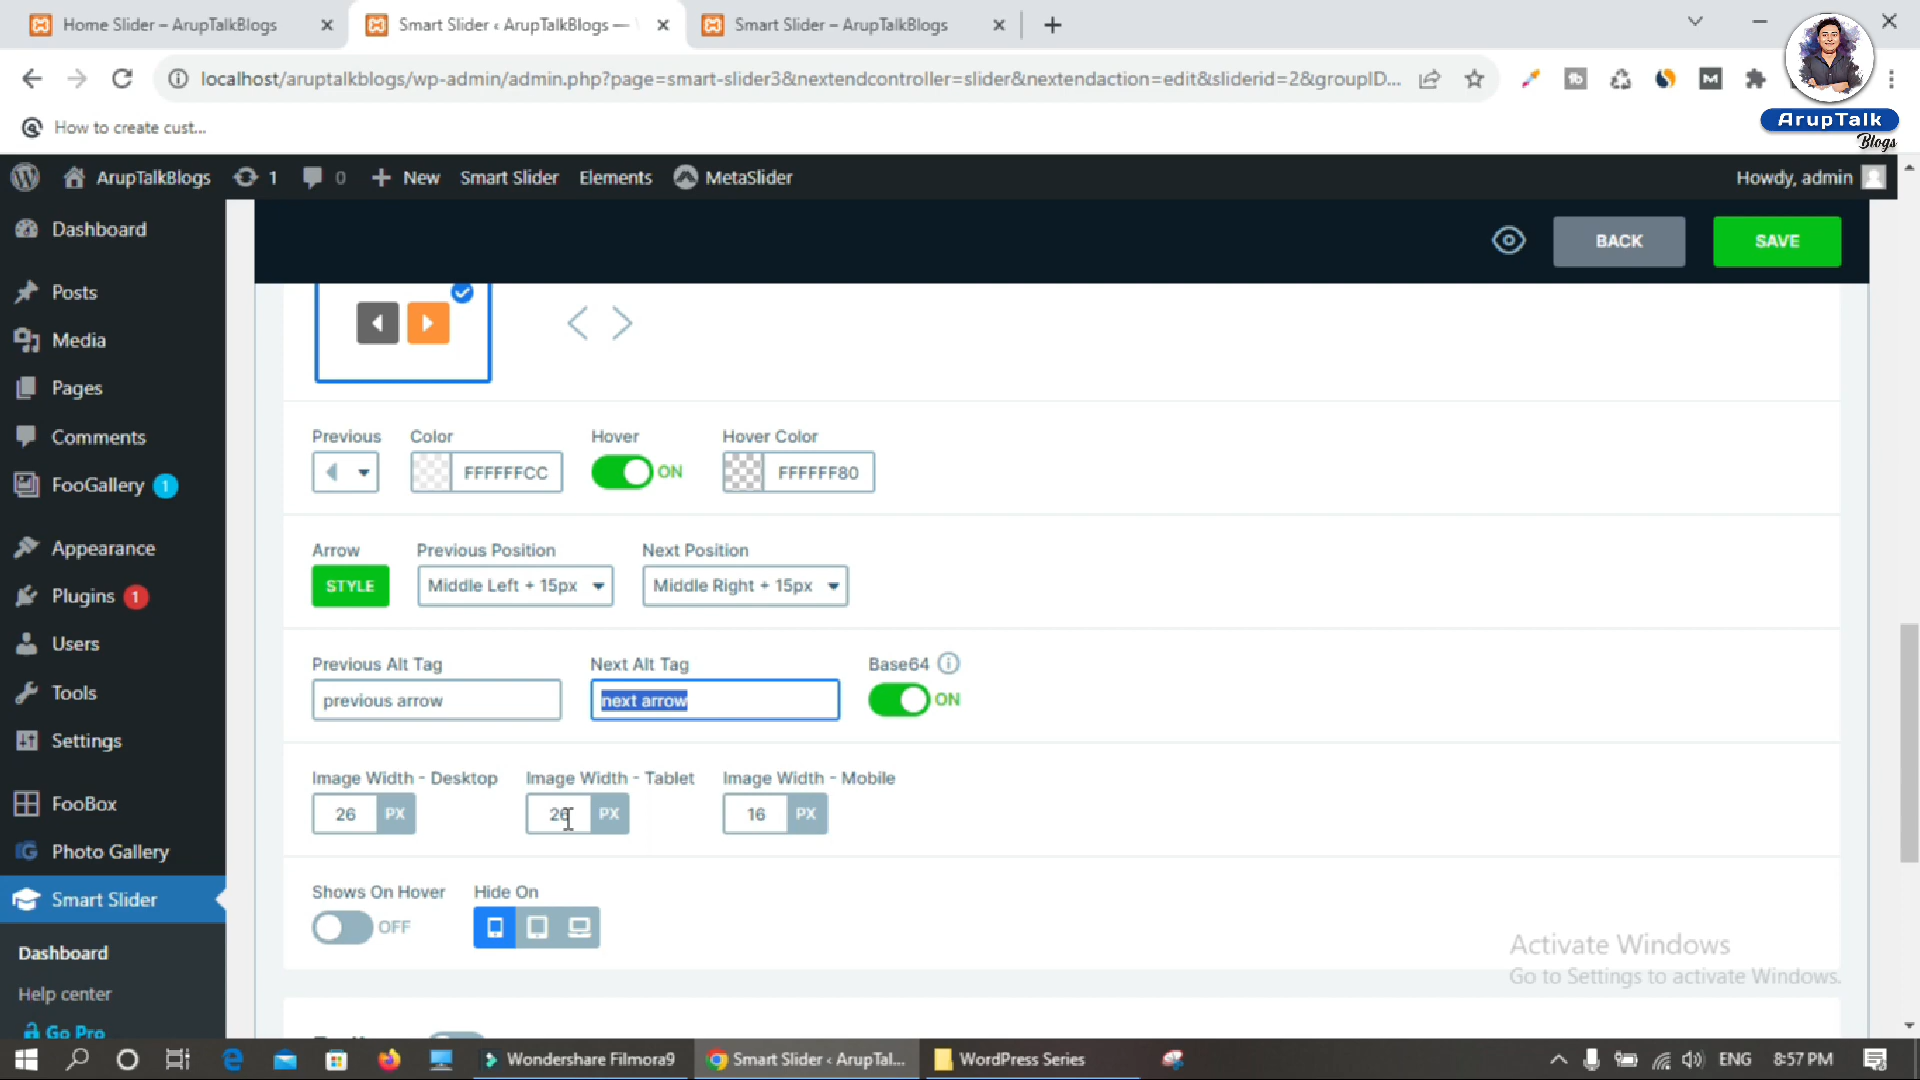 Home Slider – ArupTalkBlogs
Smart Slider ‹ ArupTalkBlogs —
Smart Slider – ArupTalkBlogs
localhost/aruptalkblogs/wp-admin/admin.php?page=smart-slider3&nextendcontroller=slider&nextendaction=edit&sliderid=2&groupID...
ArupTalk
Blogs
How to create cust...
ArupTalkBlogs
1
0
New
Smart Slider
Elements
MetaSlider
Howdy, admin
Dashboard
Posts
Media
Pages
Comments
FooGallery 1
Appearance
Plugins 1
Users
Tools
Settings
FooBox
Photo Gallery
Smart Slider
Dashboard
Help center
Go Pro
BACK
SAVE
Previous
Color
Hover
Hover Color
FFFFFFCC
ON
FFFFFF80
Arrow
Previous Position
Next Position
STYLE
Middle Left + 15px
Middle Right + 15px
Previous Alt Tag
Next Alt Tag
Base64
previous arrow
next arrow
ON
Image Width - Desktop
Image Width - Tablet
Image Width - Mobile
26 PX
26 PX
16 PX
Shows On Hover
Hide On
OFF
Activate Windows
Go to Settings to activate Windows.
Wondershare Filmora9
Smart Slider ‹ ArupTal...
WordPress Series
ENG
8:57 PM